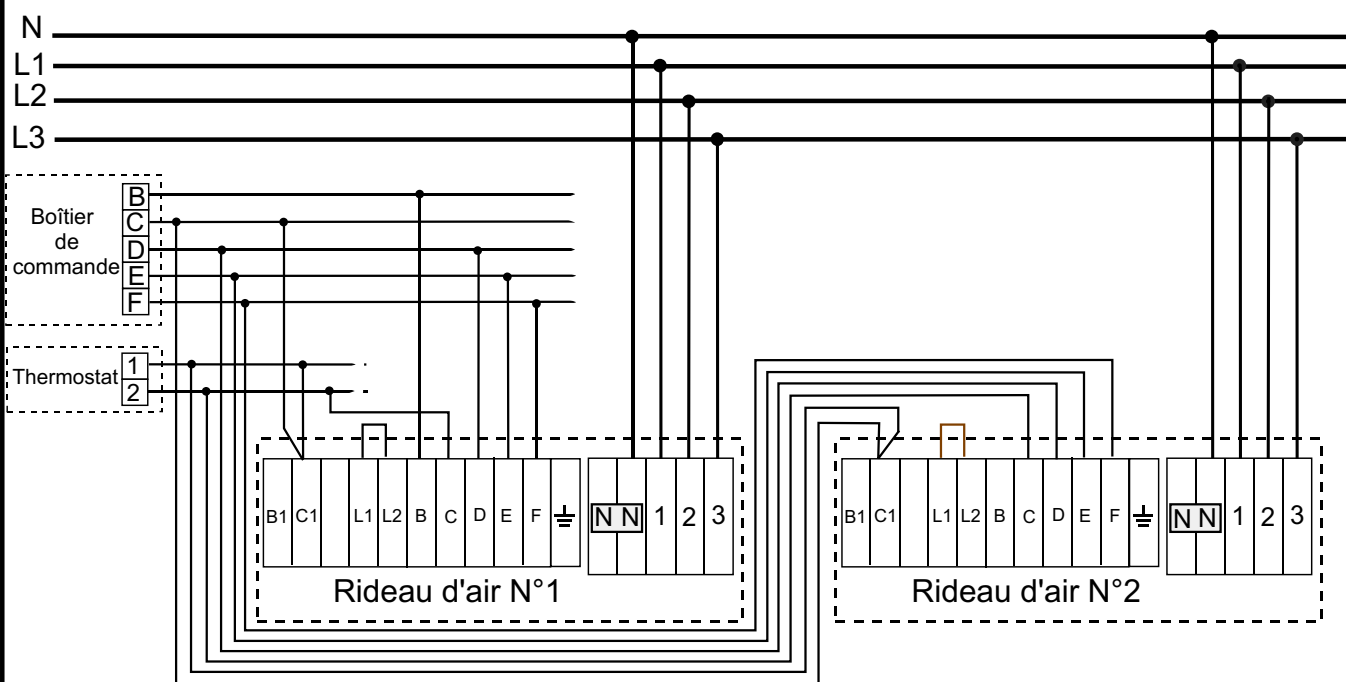 N
L1
L2
L3
Boîtier
de
commande
B
C
D
E
F
Thermostat
1
2
B1 C1 L1 L2 B C D E F
N N 1 2 3
Rideau d'air N°1
B1 C1 L1 L2 B C D E F
N N 1 2 3
Rideau d'air N°2